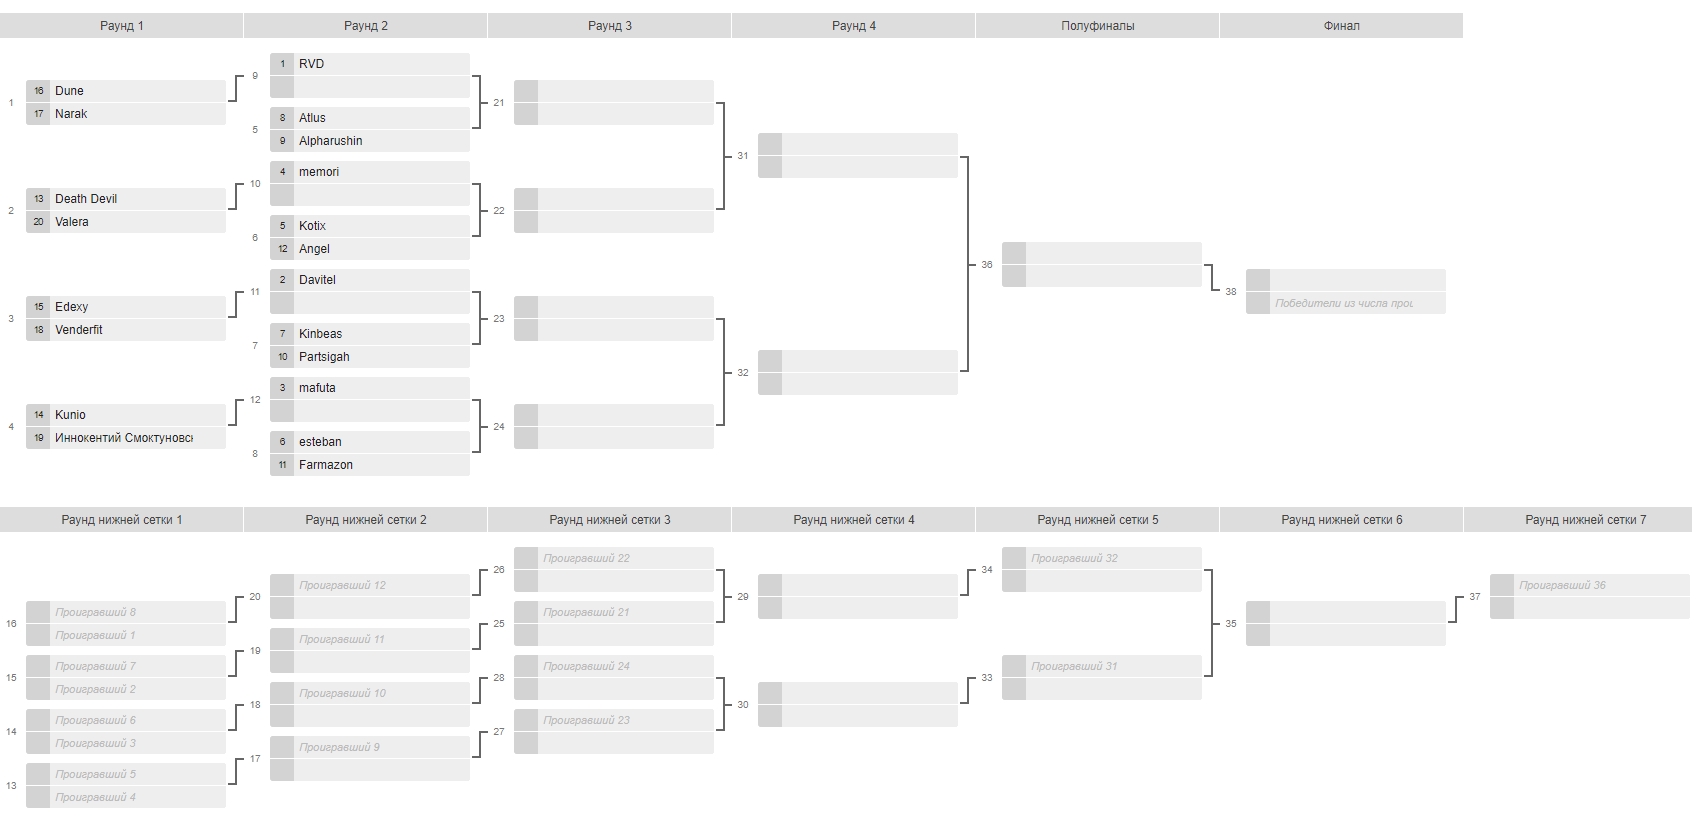 Раунд 1
Раунд 2
Раунд 3
Раунд 4
Полуфиналы
Финал
1
16 Dune
17 Narak
2
13 Death Devil
20 Valera
3
15 Edexy
18 Venderfit
4
14 Kunio
19 Иннокентий Смоктуновск
9
1 RVD
5
8 Atlus
9 Alpharushin
10
4 memori
6
5 Kotix
12 Angel
11
2 Davitel
7
7 Kinbeas
10 Partsigah
12
3 mafuta
8
6 esteban
11 Farmazon
21
22
23
24
31
32
36
38
Победители из числа прои
Раунд нижней сетки 1
Раунд нижней сетки 2
Раунд нижней сетки 3
Раунд нижней сетки 4
Раунд нижней сетки 5
Раунд нижней сетки 6
Раунд нижней сетки 7
16
Проигравший 8
Проигравший 1
15
Проигравший 7
Проигравший 2
14
Проигравший 6
Проигравший 3
13
Проигравший 5
Проигравший 4
20
Проигравший 12
19
Проигравший 11
18
Проигравший 10
17
Проигравший 9
26
Проигравший 22
25
Проигравший 21
28
Проигравший 24
27
Проигравший 23
29
30
34
Проигравший 32
33
Проигравший 31
35
37
Проигравший 36